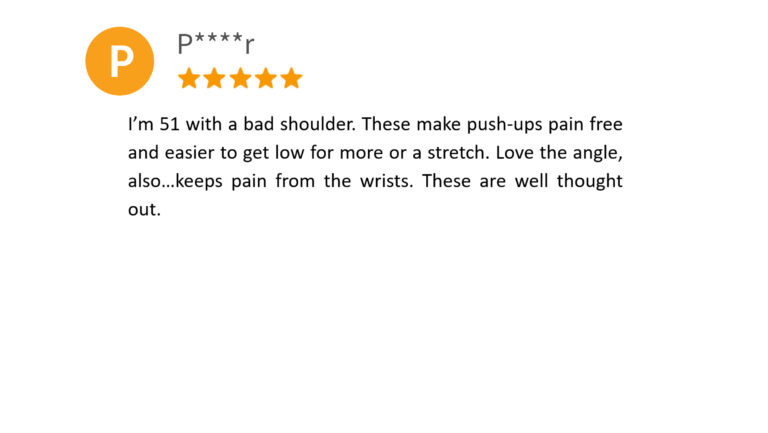 P
P****r
I’m 51 with a bad shoulder. These make push-ups pain free
and easier to get low for more or a stretch. Love the angle,
also…keeps pain from the wrists. These are well thought
out.